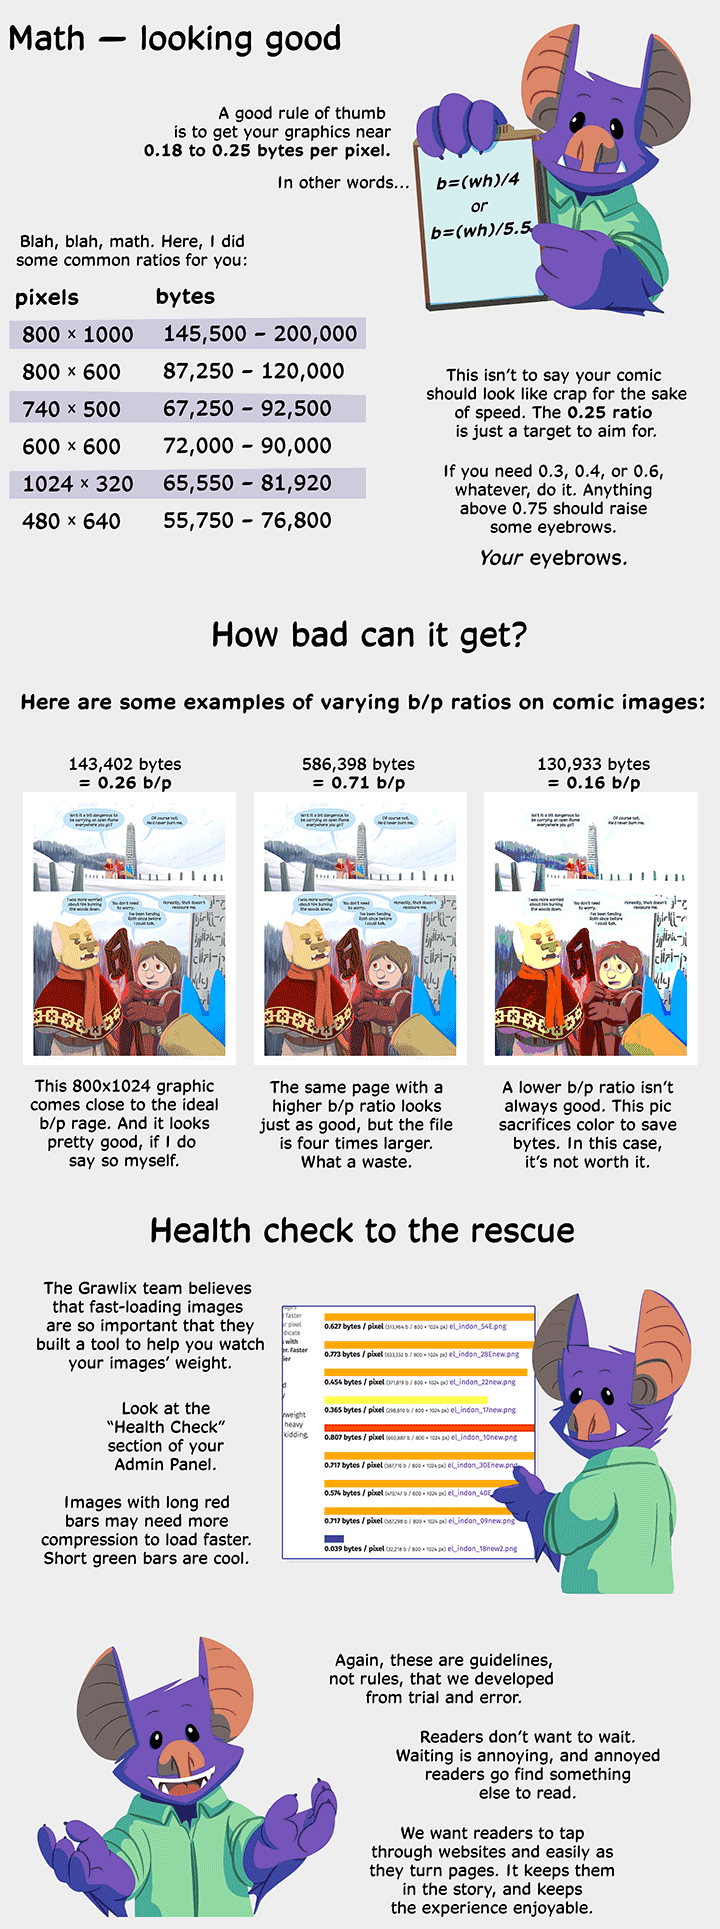 Math — looking good
A good rule of thumb
is to get your graphics near
0.18 to 0.25 bytes per pixel.
In other words...
b=(wh)/4
or
b=(wh)/5.5
Blah, blah, math. Here, I did
some common ratios for you:
pixels bytes
800 × 1000 145,500 – 200,000
800 × 600 87,250 – 120,000
740 × 500 67,250 – 92,500
600 × 600 72,000 – 90,000
1024 × 320 65,550 – 81,920
480 × 640 55,750 – 76,800
This isn't to say your comic
should look like crap for the sake
of speed. The 0.25 ratio
is just a target to aim for.
If you need 0.3, 0.4, or 0.6,
whatever, do it. Anything
above 0.75 should raise
some eyebrows.
Your eyebrows.
How bad can it get?
Here are some examples of varying b/p ratios on comic images:
143,402 bytes
= 0.26 b/p
Isn't it a bit dangerous to
be carrying an open flame
everywhere you go?
Of course not.
He'd never burn me.
I was more worried
about him burning
the woods down.
You don't need
to worry.
Honestly, that doesn't
reassure me.
I've been tending
Roth since before
I could talk.
This 800x1024 graphic
comes close to the ideal
b/p rage. And it looks
pretty good, if I do
say so myself.
586,398 bytes
= 0.71 b/p
Isn't it a bit dangerous to
be carrying an open flame
everywhere you go?
Of course not.
He'd never burn me.
I was more worried
about him burning
the woods down.
You don't need
to worry.
Honestly, that doesn't
reassure me.
I've been tending
Roth since before
I could talk.
The same page with a
higher b/p ratio looks
just as good, but the file
is four times larger.
What a waste.
130,933 bytes
= 0.16 b/p
Isn't it a bit dangerous to
be carrying an open flame
everywhere you go?
Of course not.
He'd never burn me.
I was more worried
about him burning
the woods down.
You don't need
to worry.
Honestly, that doesn't
reassure me.
I've been tending
Roth since before
I could talk.
A lower b/p ratio isn't
always good. This pic
sacrifices color to save
bytes. In this case,
it's not worth it.
Health check to the rescue
The Grawlix team believes
that fast-loading images
are so important that they
built a tool to help you watch
your images' weight.
Look at the
"Health Check"
section of your
Admin Panel.
Images with long red
bars may need more
compression to load faster.
Short green bars are cool.
faster
pixel
dicate
with
er. Faster
ier
weight
heavy
kidding,
0.627 bytes / pixel (513,964 b / 800 × 1024 px) el_indon_54E.png
0.773 bytes / pixel (633,332 b / 800 × 1024 px) el_indon_28Enew.png
0.454 bytes / pixel (371,819 b / 800 × 1024 px) el_indon_22new.png
0.365 bytes / pixel (298,810 b / 800 × 1024 px) el_indon_17new.png
0.807 bytes / pixel (660,887 b / 800 × 1024 px) el_indon_10new.png
0.717 bytes / pixel (587,716 b / 800 × 1024 px) el_indon_30Enew.png
0.574 bytes / pixel (470,147 b / 800 × 1024 px) el_indon_40E
0.717 bytes / pixel (587,298 b / 800 × 1024 px) el_indon_09new.png
0.039 bytes / pixel (32,218 b / 800 × 1024 px) el_indon_18new2.png
Again, these are guidelines,
not rules, that we developed
from trial and error.
Readers don't want to wait.
Waiting is annoying, and annoyed
readers go find something
else to read.
We want readers to tap
through websites and easily as
they turn pages. It keeps them
in the story, and keeps
the experience enjoyable.